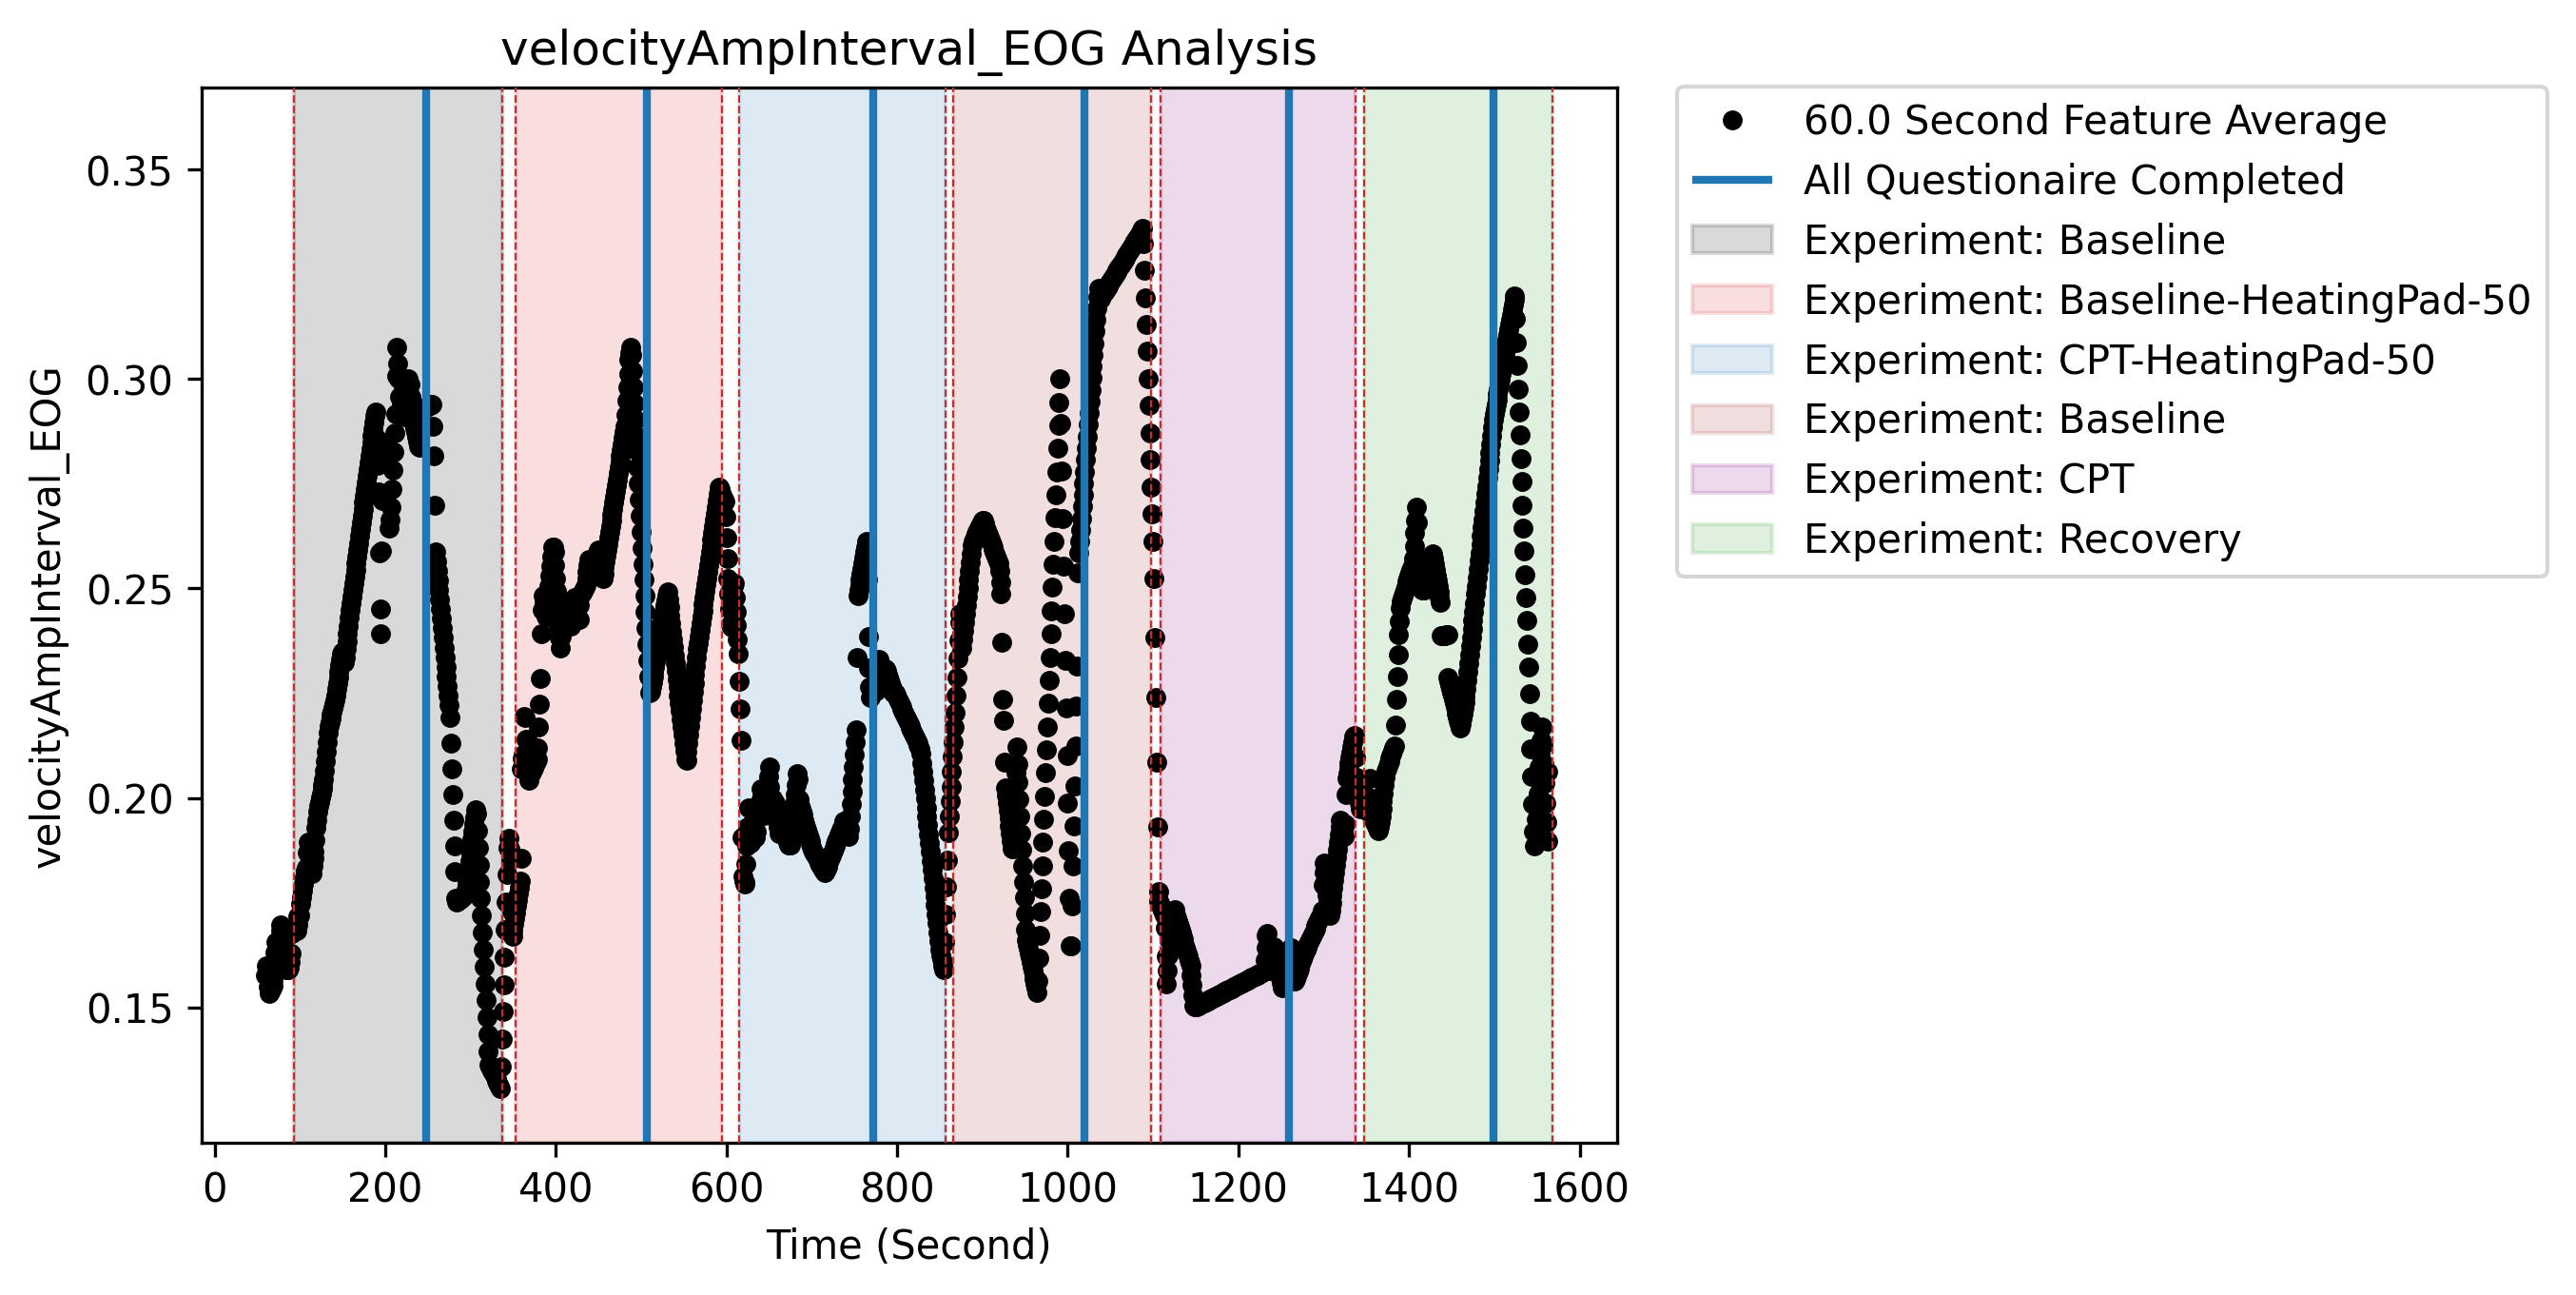 velocityAmpInterval_EOG Analysis
velocityAmpInterval_EOG
0.35
0.30
0.25
0.20
0.15
0 200 400 600 800 1000 1200 1400 1600
Time (Second)
60.0 Second Feature Average
All Questionaire Completed
Experiment: Baseline
Experiment: Baseline-HeatingPad-50
Experiment: CPT-HeatingPad-50
Experiment: Baseline
Experiment: CPT
Experiment: Recovery